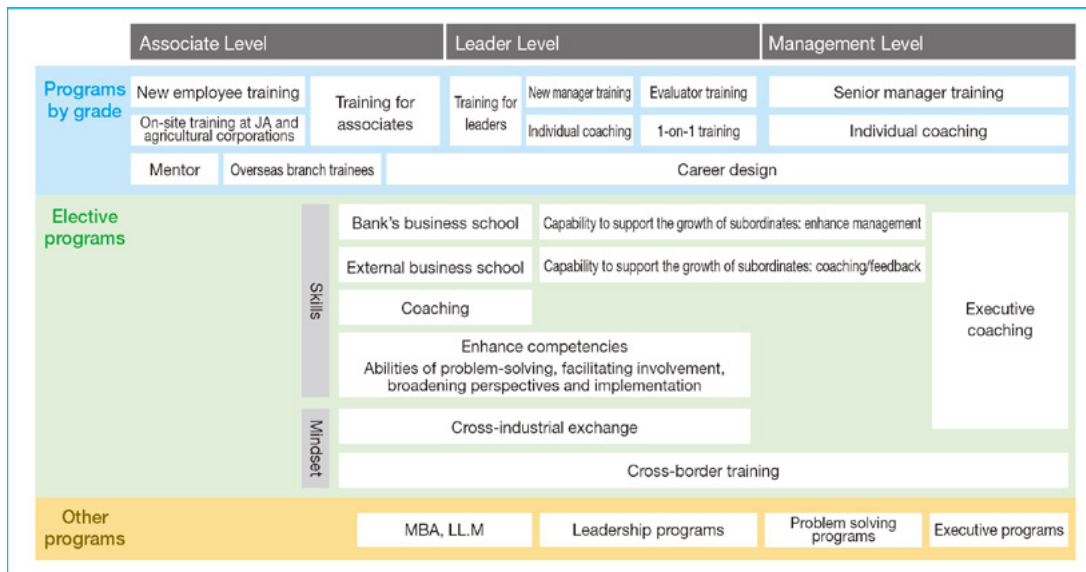 Associate Level
Leader Level
Management Level
Programs
by grade
New employee training
On-site training at JA and
agricultural corporations
Training for
associates
Training for
leaders
New manager training
Individual coaching
Evaluator training
1-on-1 training
Senior manager training
Individual coaching
Mentor
Overseas branch trainees
Career design
Elective
programs
Skills
Bank's business school
Capability to support the growth of subordinates: enhance management
External business school
Capability to support the growth of subordinates: coaching/feedback
Coaching
Enhance competencies
Abilities of problem-solving, facilitating involvement,
broadening perspectives and implementation
Executive
coaching
Mindset
Cross-industrial exchange
Cross-border training
Other
programs
MBA, LL.M
Leadership programs
Problem solving
programs
Executive programs